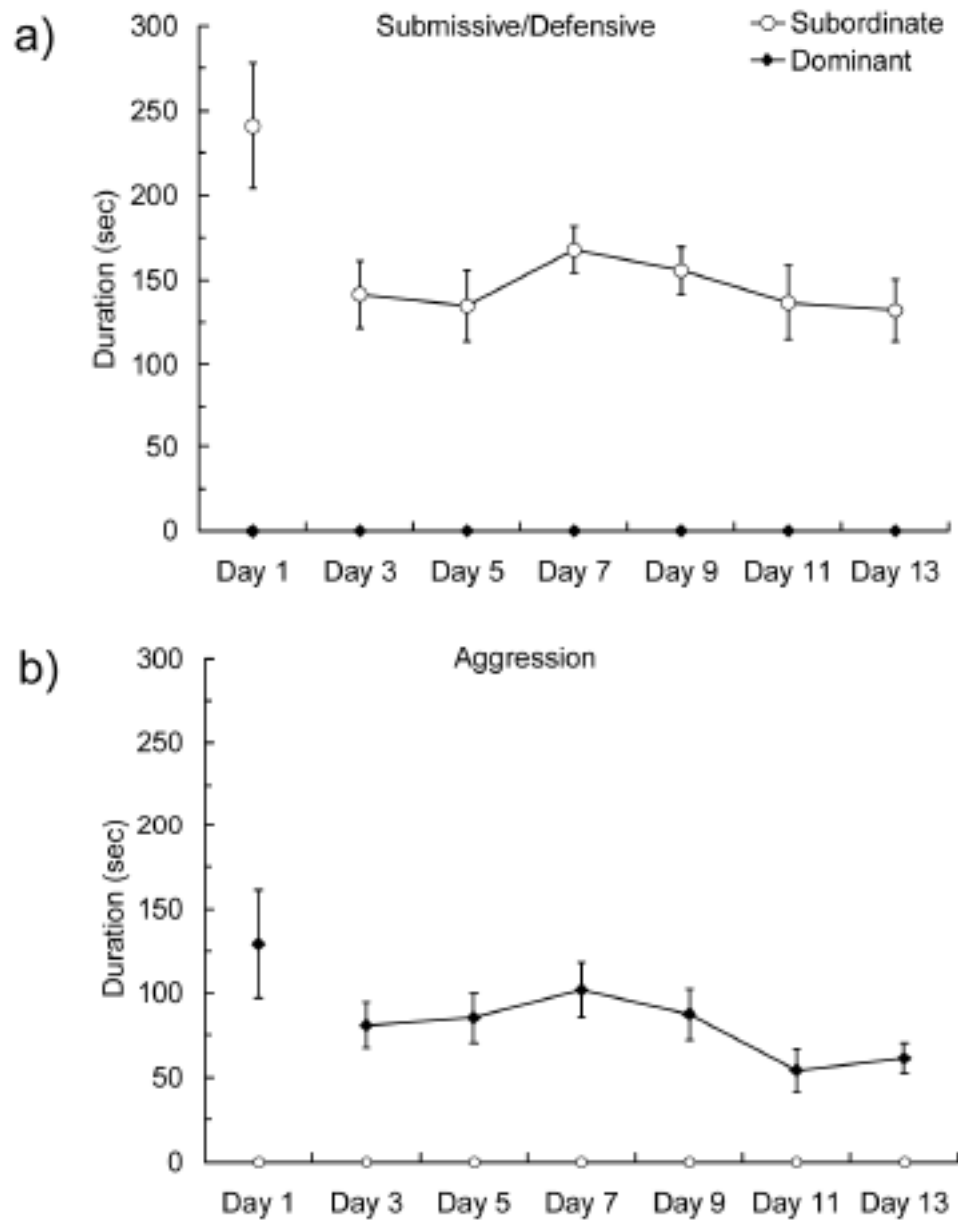 a)
Submissive/Defensive
Subordinate
Dominant
300
250
200
150
100
50
0
Duration (sec)
Day 1 Day 3 Day 5 Day 7 Day 9 Day 11 Day 13
b)
Aggression
300
250
200
150
100
50
0
Duration (sec)
Day 1 Day 3 Day 5 Day 7 Day 9 Day 11 Day 13